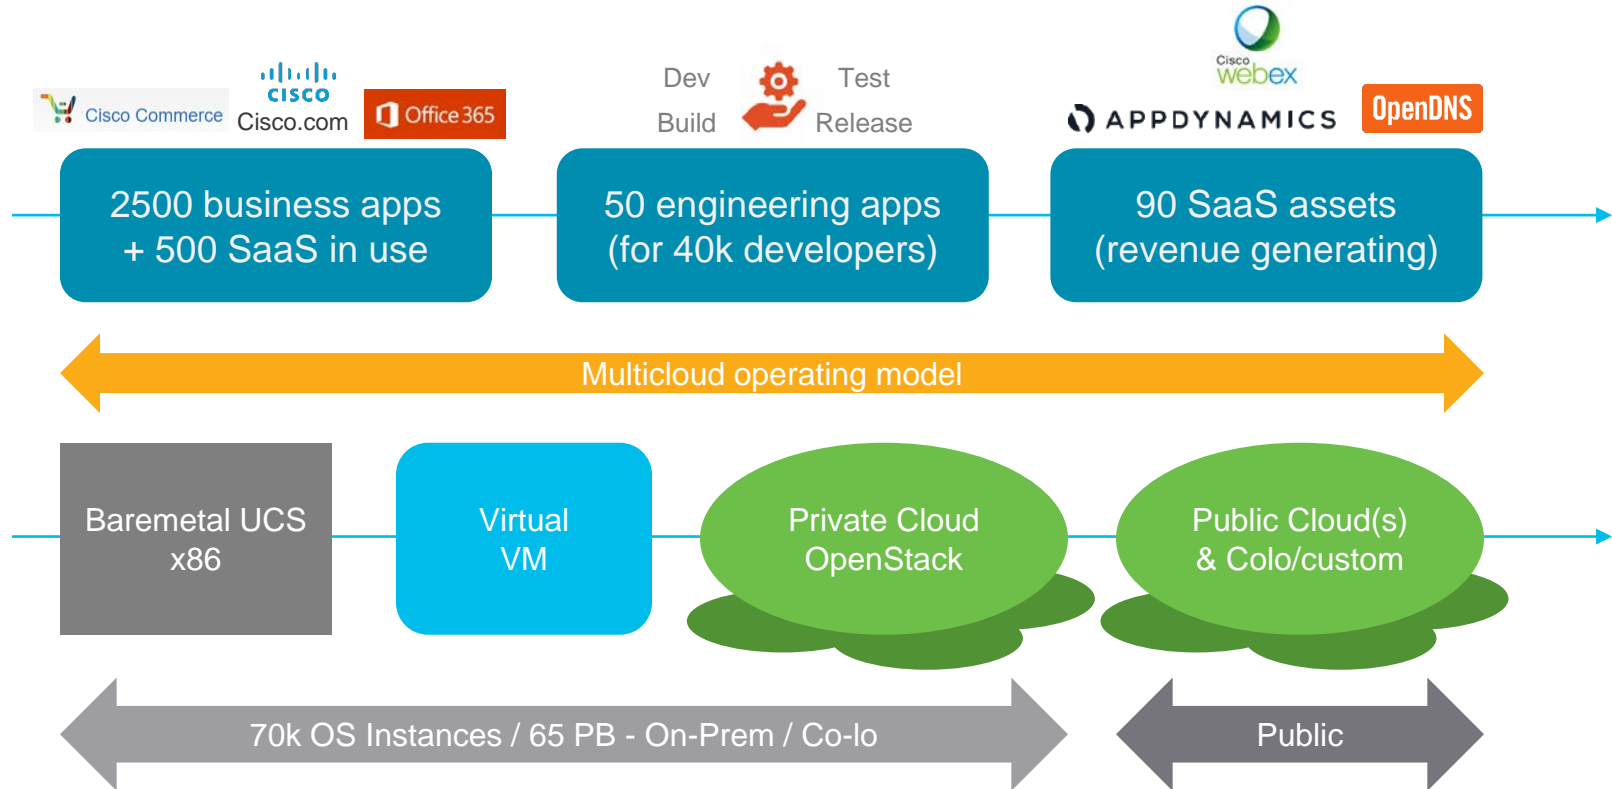 Cisco Commerce
CISCO
Cisco.com
Office 365
Dev
Test
Build
Release
Cisco
webex
APPDYNAMICS
OpenDNS
2500 business apps
+ 500 SaaS in use
50 engineering apps
(for 40k developers)
90 SaaS assets
(revenue generating)
Multicloud operating model
Baremetal UCS
x86
Virtual
VM
Private Cloud
OpenStack
Public Cloud(s)
& Colo/custom
70k OS Instances / 65 PB - On-Prem / Co-lo
Public